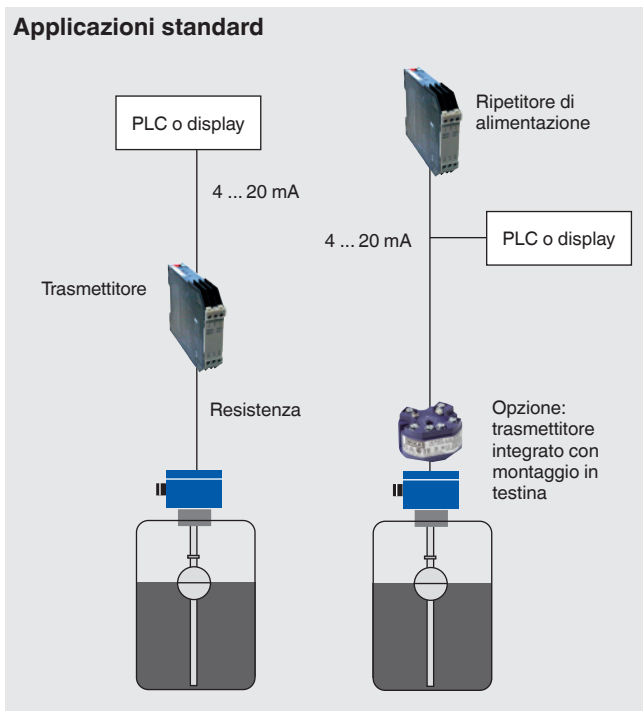 Applicazioni standard
PLC o display
4 ... 20 mA
Trasmettitore
Resistenza
Ripetitore di
alimentazione
4 ... 20 mA
PLC o display
Opzione:
trasmettitore
integrato con
montaggio in
testina